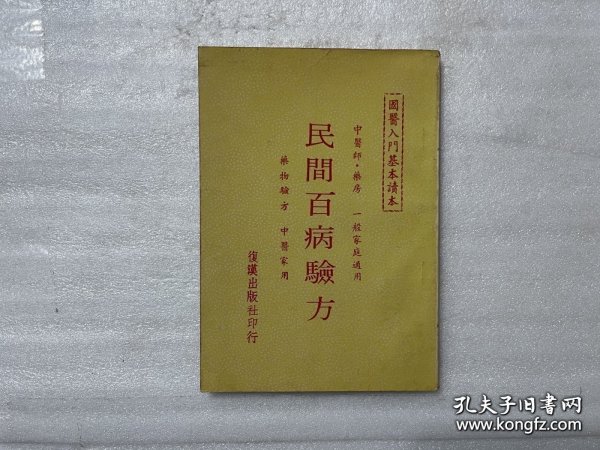 國醫入門基本讀本
中醫師・藥房 一般家庭適用
民間百病驗方
藥物驗方 中醫家用
復漢出版社印行
孔夫子旧书网
www.kongfz.com